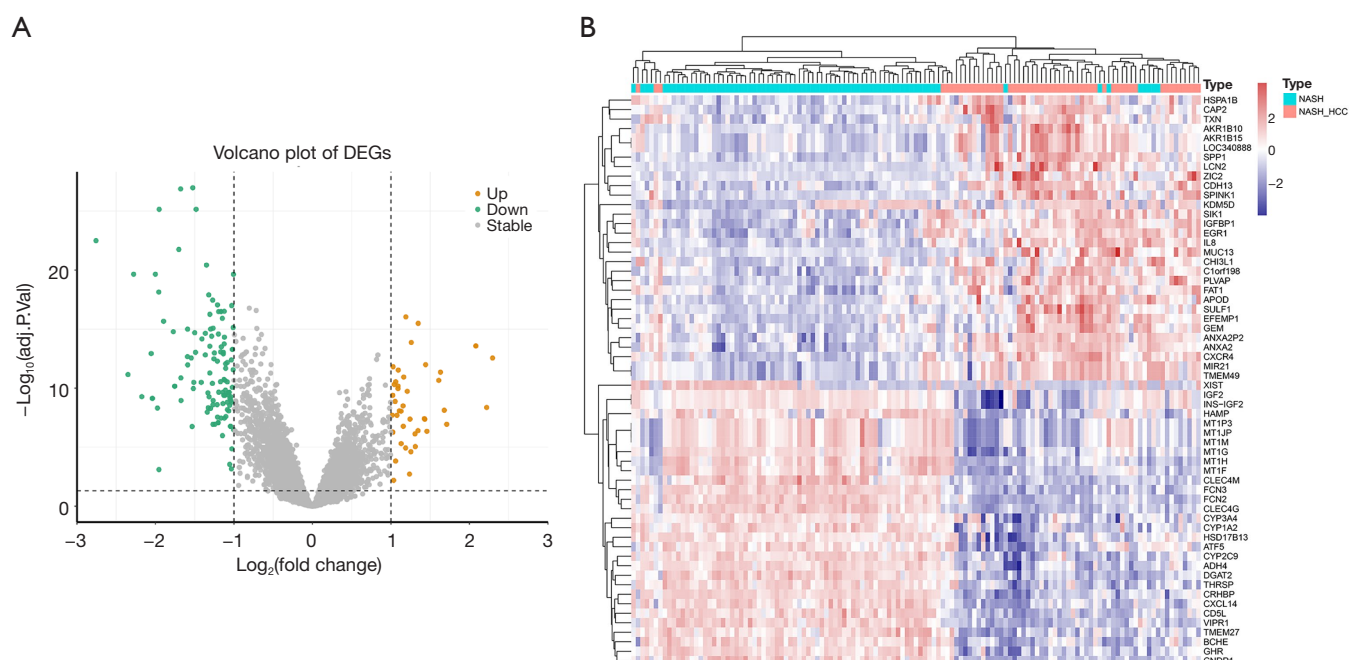 A
Volcano plot of DEGs
Up
Down
Stable
−Log10(adj.P.Val)
20
10
0
−3
−2
−1
0
1
2
3
Log2(fold change)
B
Type
HSPA1B
CAP2
TXN
AKR1B10
AKR1B15
LOC340888
SPP1
LCN2
ZIC2
CDH13
SPINK1
KDM5D
SIK1
IGFBP1
EGR1
IL8
MUC13
CHI3L1
C1orf198
PLVAP
FAT1
APOD
SULF1
EFEMP1
GEM
ANXA2P2
ANXA2
CXCR4
MIR21
TMEM49
XIST
IGF2
INS−IGF2
HAMP
MT1P3
MT1JP
MT1M
MT1G
MT1H
MT1F
CLEC4M
FCN3
FCN2
CLEC4G
CYP3A4
CYP1A2
HSD17B13
ATF5
CYP2C9
ADH4
DGAT2
THRSP
CRHBP
CXCL14
CD5L
VIPR1
TMEM27
BCHE
GHR
2
0
−2
Type
NASH
NASH_HCC